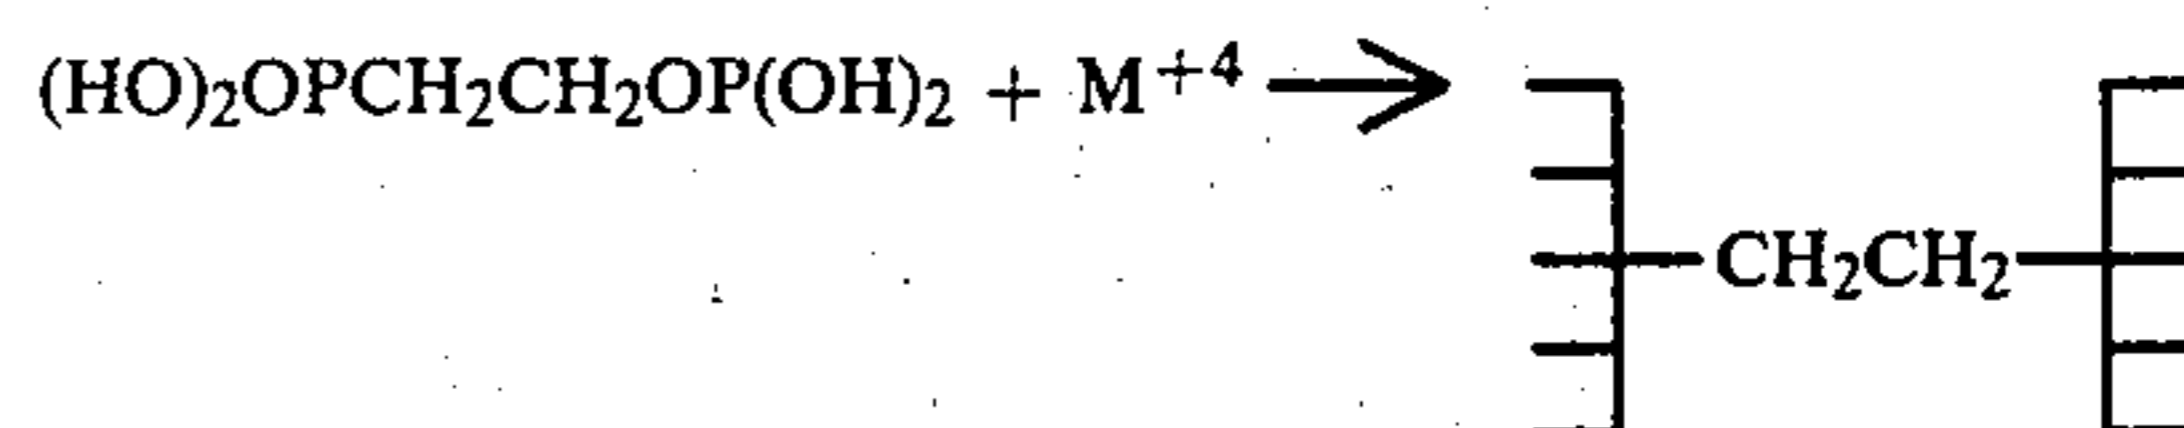 (HO)₂OPCH₂CH₂OP(OH)₂ + M⁺⁴ →
CH₂CH₂